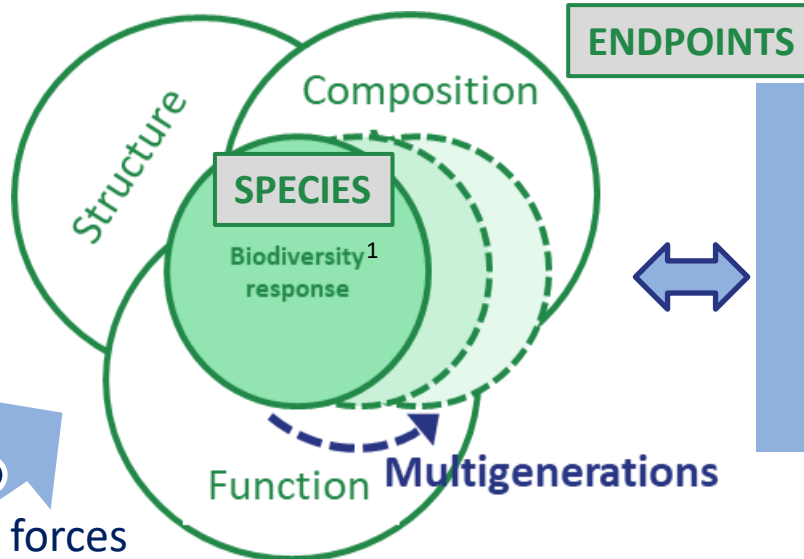 ENDPOINTS
Composition
Structure
SPECIES
Biodiversity¹
response
Multigenerations
Function
forces